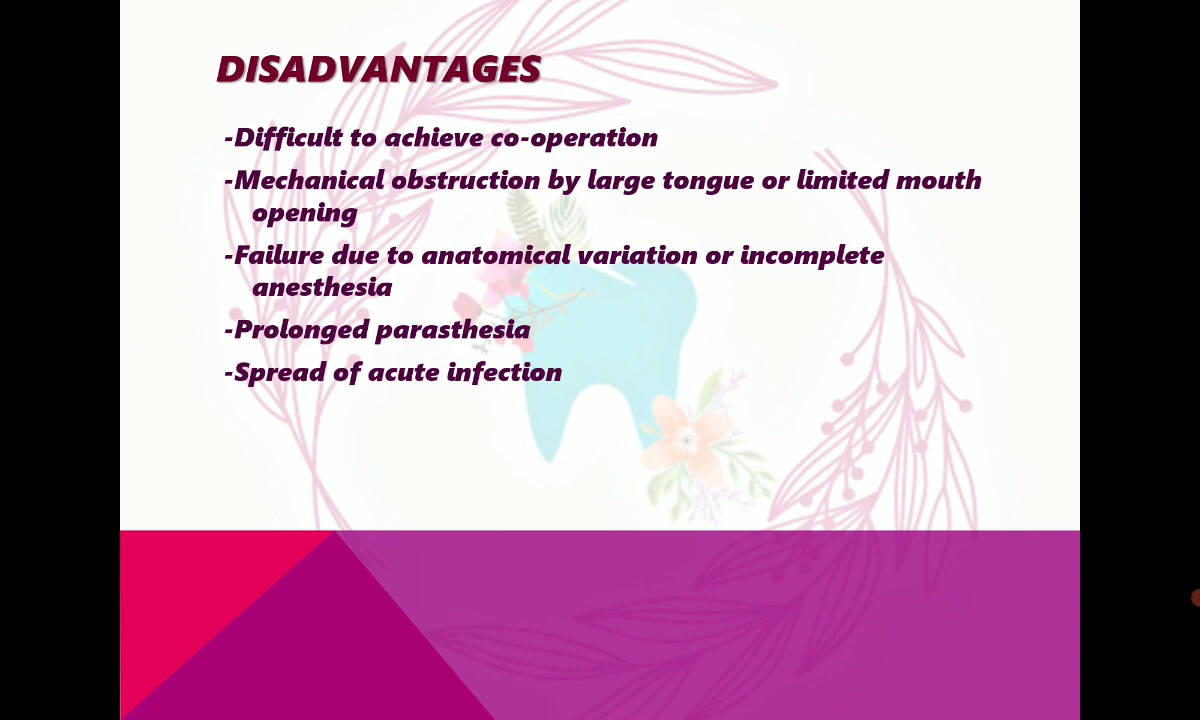 DISADVANTAGES
-Difficult to achieve co-operation
-Mechanical obstruction by large tongue or limited mouth
opening
-Failure due to anatomical variation or incomplete
anesthesia
-Prolonged parasthesia
-Spread of acute infection